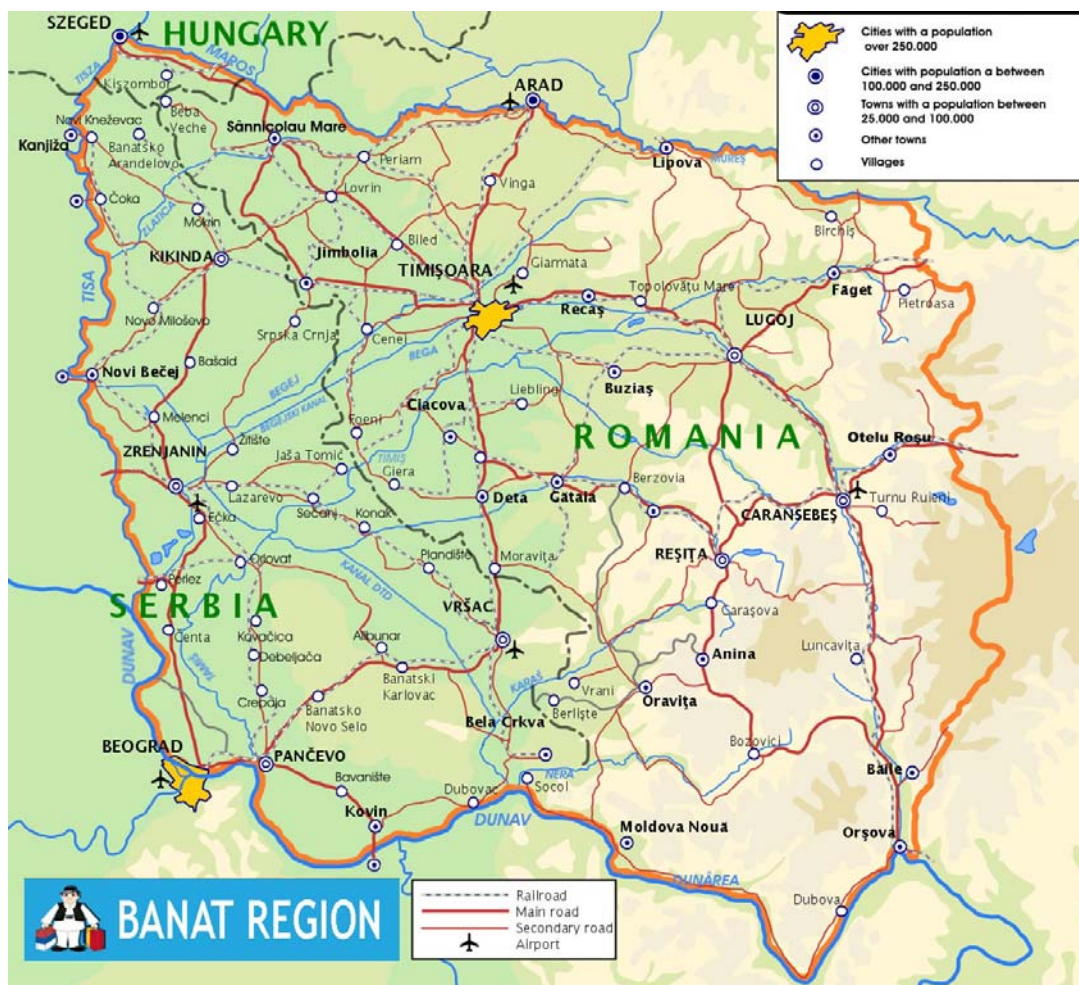 SZEGED
HUNGARY
MAROS
TISZA
Kiszombor
Beba
Veche
ARAD
Cities with a population
over 250.000
Cities with population a between
100.000 and 250.000
Towns with a population between
25.000 and 100.000
Other towns
Villages
Novi Kneževac
Kanjiža
Banatsko
Aranđelovo
Sânnicolau Mare
Periam
Lipova
MUREȘ
Čoka
ZLATICA
Mokrin
Lovrin
Vinga
Birchiș
TISA
KIKINDA
Jimbolia
Biled
TIMIȘOARA
Giarmata
Recaș
Topolovățu Mare
Făget
Pietroasa
Novo Miloševo
Srpska Crnja
Cenei
LUGOJ
Bašaid
BEGA
Novi Bečej
BEGEJ
BEGEJSKI KANAL
Liebling
Buziaș
Melenci
Ciacova
Foeni
ROMANIA
Oțelu Roșu
ZRENJANIN
Žitište
Jaša Tomić
TIMIȘ
Giera
Berzovia
Lazarevo
Sečanj
Konak
Deta
Gătaia
CARANSEBEȘ
Turnu Ruieni
Ečka
Orlovat
Plandište
Moravița
REȘIȚA
KANAL DTD
Perlez
SERBIA
VRŠAC
Carașova
Čenta
Kovačica
Debeljača
Alibunar
Banatski
Karlovac
Anina
Luncavița
DUNAV
TAMIŠ
Crepaja
Banatsko
Novo Selo
KARAŠ
Vrani
Oravița
Bela Crkva
Berliște
BEOGRAD
PANČEVO
Bozovici
Băile
Bavanište
Dubovac
NERA
Socol
Kovin
DUNAV
Moldova Nouă
Orșova
DUNĂREA
Dubova
BANAT REGION
Railroad
Main road
Secondary road
Airport